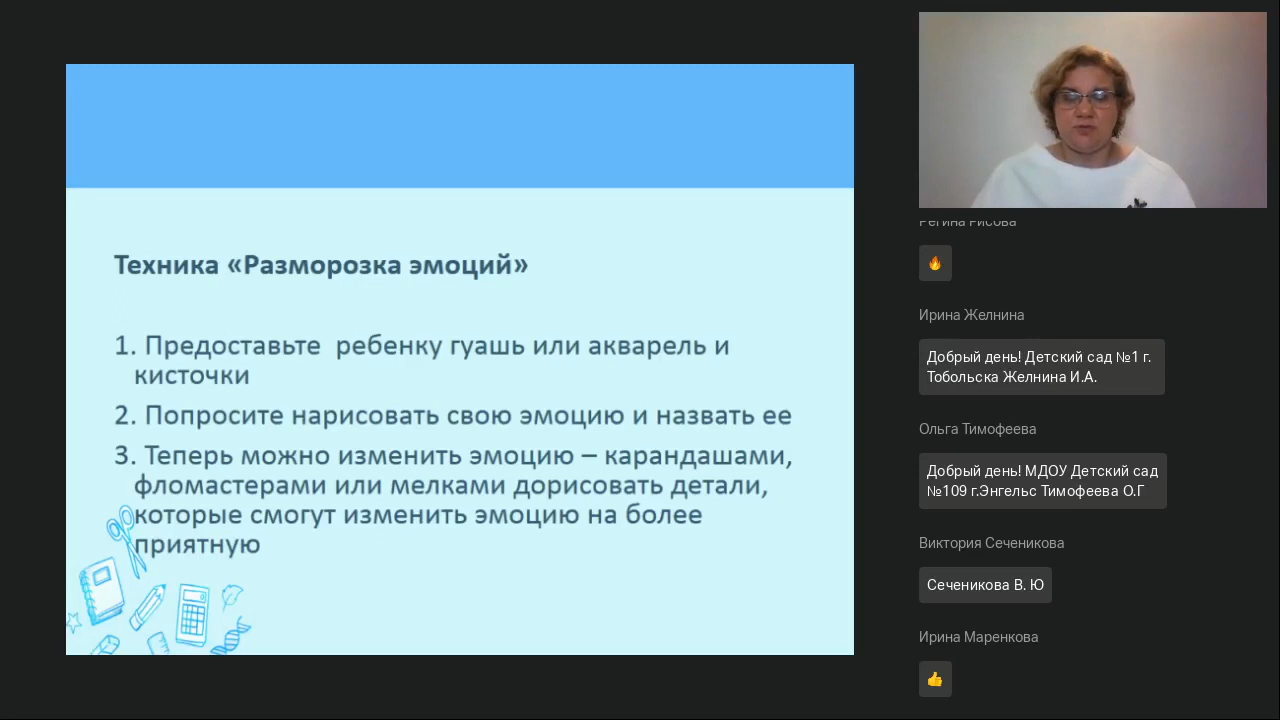 Техника «Разморозка эмоций»
1. Предоставьте ребенку гуашь или акварель и
кисточки
2. Попросите нарисовать свою эмоцию и назвать ее
3. Теперь можно изменить эмоцию – карандашами,
фломастерами или мелками дорисовать детали,
которые смогут изменить эмоцию на более
приятную
Регина Рисова
🔥
Ирина Желнина
Добрый день! Детский сад №1 г.
Тобольска Желнина И.А.
Ольга Тимофеева
Добрый день! МДОУ Детский сад
№109 г.Энгельс Тимофеева О.Г
Виктория Сеченикова
Сеченикова В. Ю
Ирина Маренкова
👍